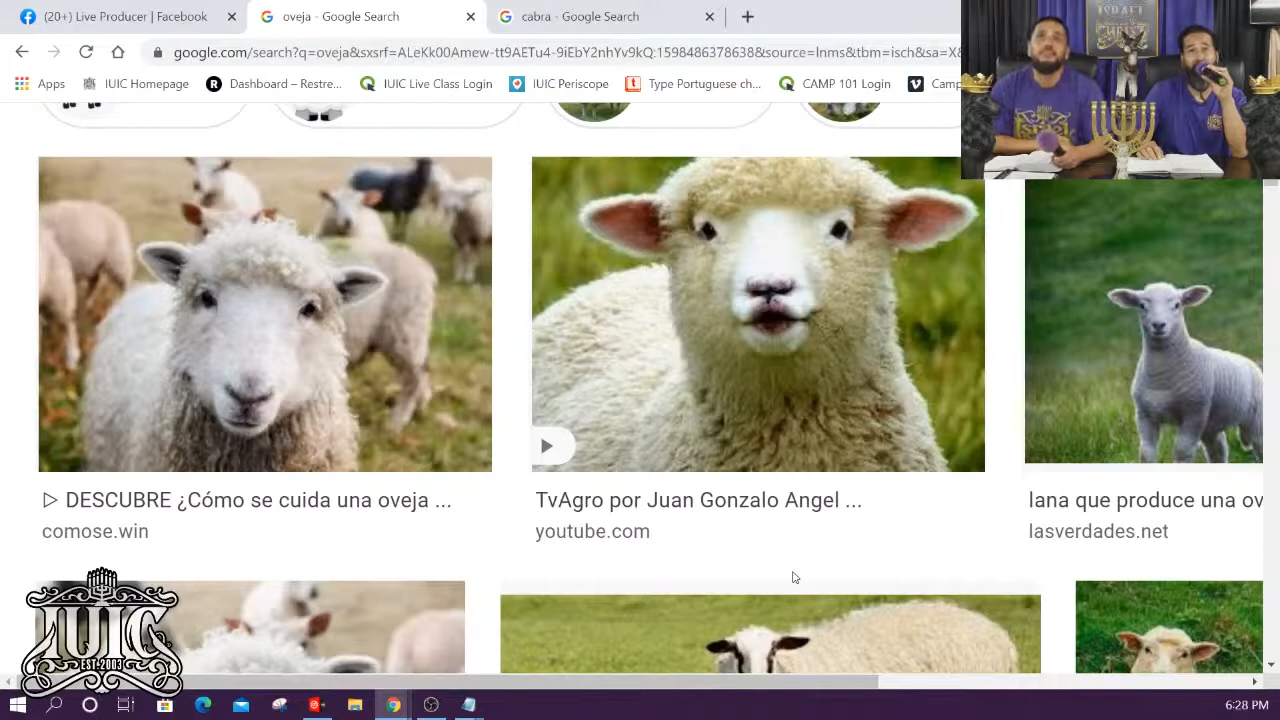 (20+) Live Producer | Facebook
oveja - Google Search
cabra - Google Search
google.com/search?q=oveja&sxsrf=ALeKk00Amew-tt9AETu4-9iEbY2nhYv9kQ:1598486378638&source=lnms&tbm=isch&sa=X&
Apps
IUIC Homepage
Dashboard – Restre...
IUIC Live Class Login
IUIC Periscope
Type Portuguese ch...
CAMP 101 Login
Camp
ISRAEL
CHRIST
▷ DESCUBRE ¿Cómo se cuida una oveja ...
comose.win
TvAgro por Juan Gonzalo Angel ...
youtube.com
lana que produce una ov
lasverdades.net
IUIC
EST. 2003
6:28 PM